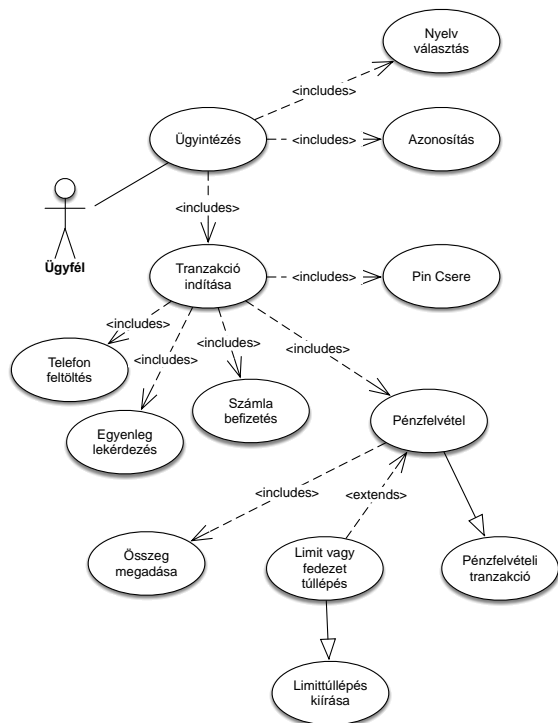 Nyelv
választás
<includes>
Ügyintézés
<includes>
Azonosítás
<includes>
Ügyfél
Tranzakció
indítása
<includes>
Pin Csere
<includes>
<includes>
<includes>
<includes>
Telefon
feltöltés
Egyenleg
lekérdezés
Számla
befizetés
Pénzfelvétel
<includes>
<extends>
Összeg
megadása
Limit vagy
fedezet
túllépés
Pénzfelvételi
tranzakció
Limittúllépés
kiírása